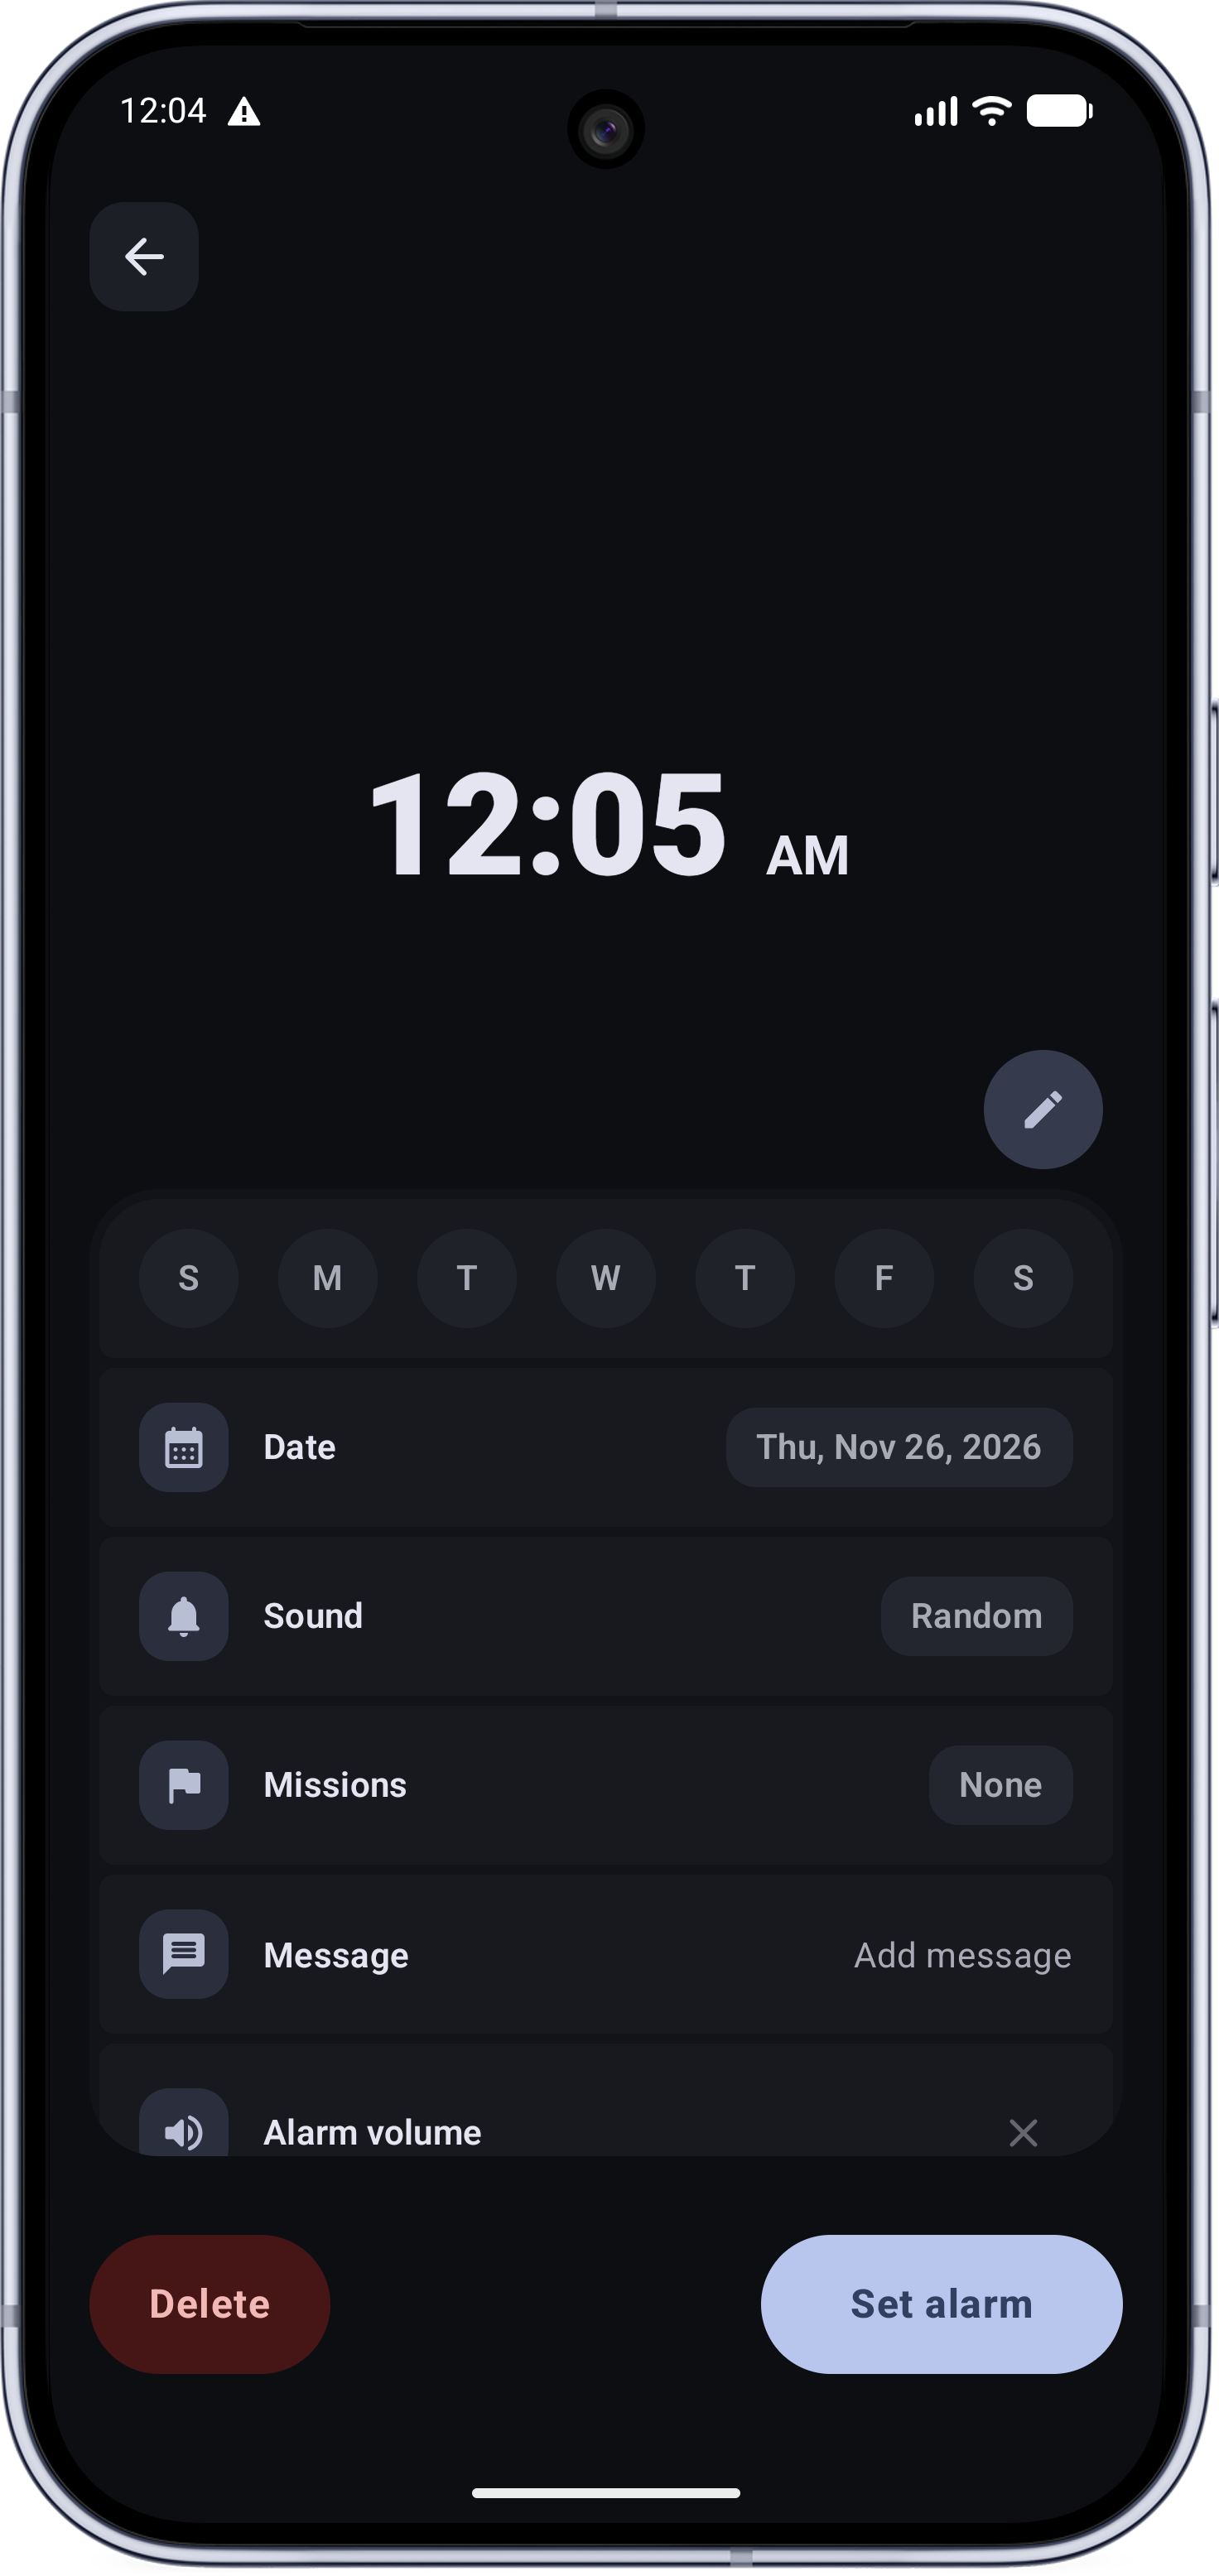 12:04
12:05 AM
S M T W T F S
Date Thu, Nov 26, 2026
Sound Random
Missions None
Message Add message
Alarm volume
Delete Set alarm